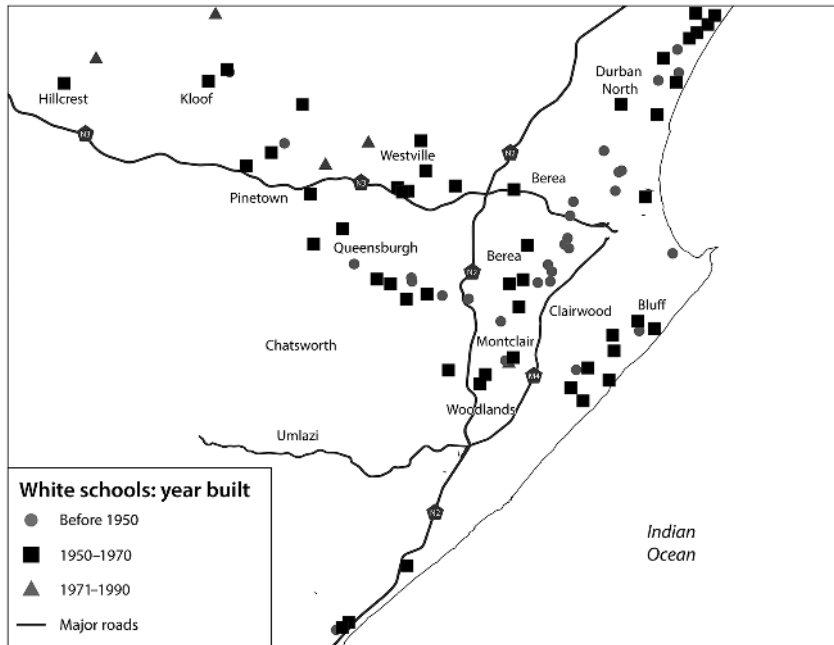 Durban
North
Hillcrest
Kloof
N3
Westville
N2
Pinetown
N3
Berea
Queensburgh
Berea
N2
Clairwood
Bluff
Chatsworth
Montclair
M4
Woodlands
Umlazi
White schools: year built
Before 1950
1950–1970
1971–1990
Major roads
N2
Indian
Ocean